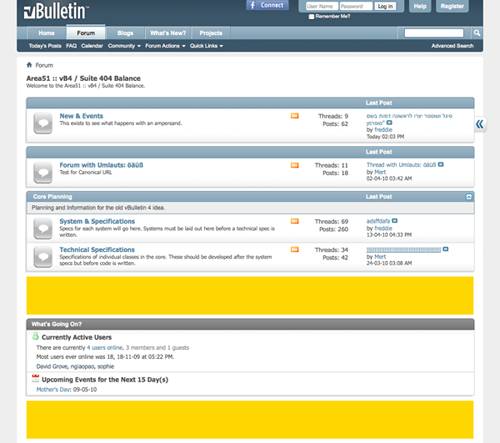 vBulletin™
Connect
User Name
Password
Log in
Help
Register
Remember Me?
Home
Forum
Blogs
What's New?
Projects
Today's Posts
FAQ
Calendar
Community
Forum Actions
Quick Links
Advanced Search
Forum
Area51 :: vB4 / Suite 404 Balance
Welcome to the Area51 :: vB4 / Suite 404 Balance.
Last Post
New & Events
This exists to see what happens with an ampersand.
Threads: 9
Posts: 62
by freddie
Today 02:03 PM
Last Post
Forum with Umlauts: öäüß
Test for Canonical URL
Threads: 11
Posts: 18
Thread with Umlauts: öäüß
by Mert
02-04-10 03:42 AM
Core Planning
Last Post
Planning and Information for the old vBulletin 4 idea.
System & Specifications
Specs for each system will go here. Systems must be laid out here before a technical spec is
written.
Threads: 69
Posts: 260
adsffdafa
by freddie
13-04-10 04:33 PM
Technical Specifications
Specifications of individual classes in the core. These should be developed after the system
specs but before code is written.
Threads: 34
Posts: 42
by Mert
24-03-10 03:08 AM
What's Going On?
Currently Active Users
There are currently 4 users online. 3 members and 1 guests
Most users ever online was 18, 18-11-09 at 05:22 PM.
David Grove, ngiaopao, sophie
Upcoming Events for the Next 15 Day(s)
Mother's Day: 09-05-10